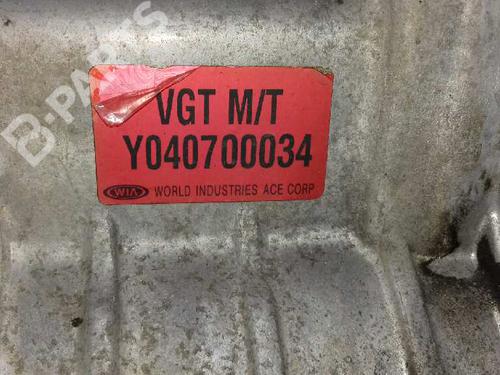 B-PARTS
VGT M/T
Y040700034
WIA WORLD INDUSTRIES ACE CORP